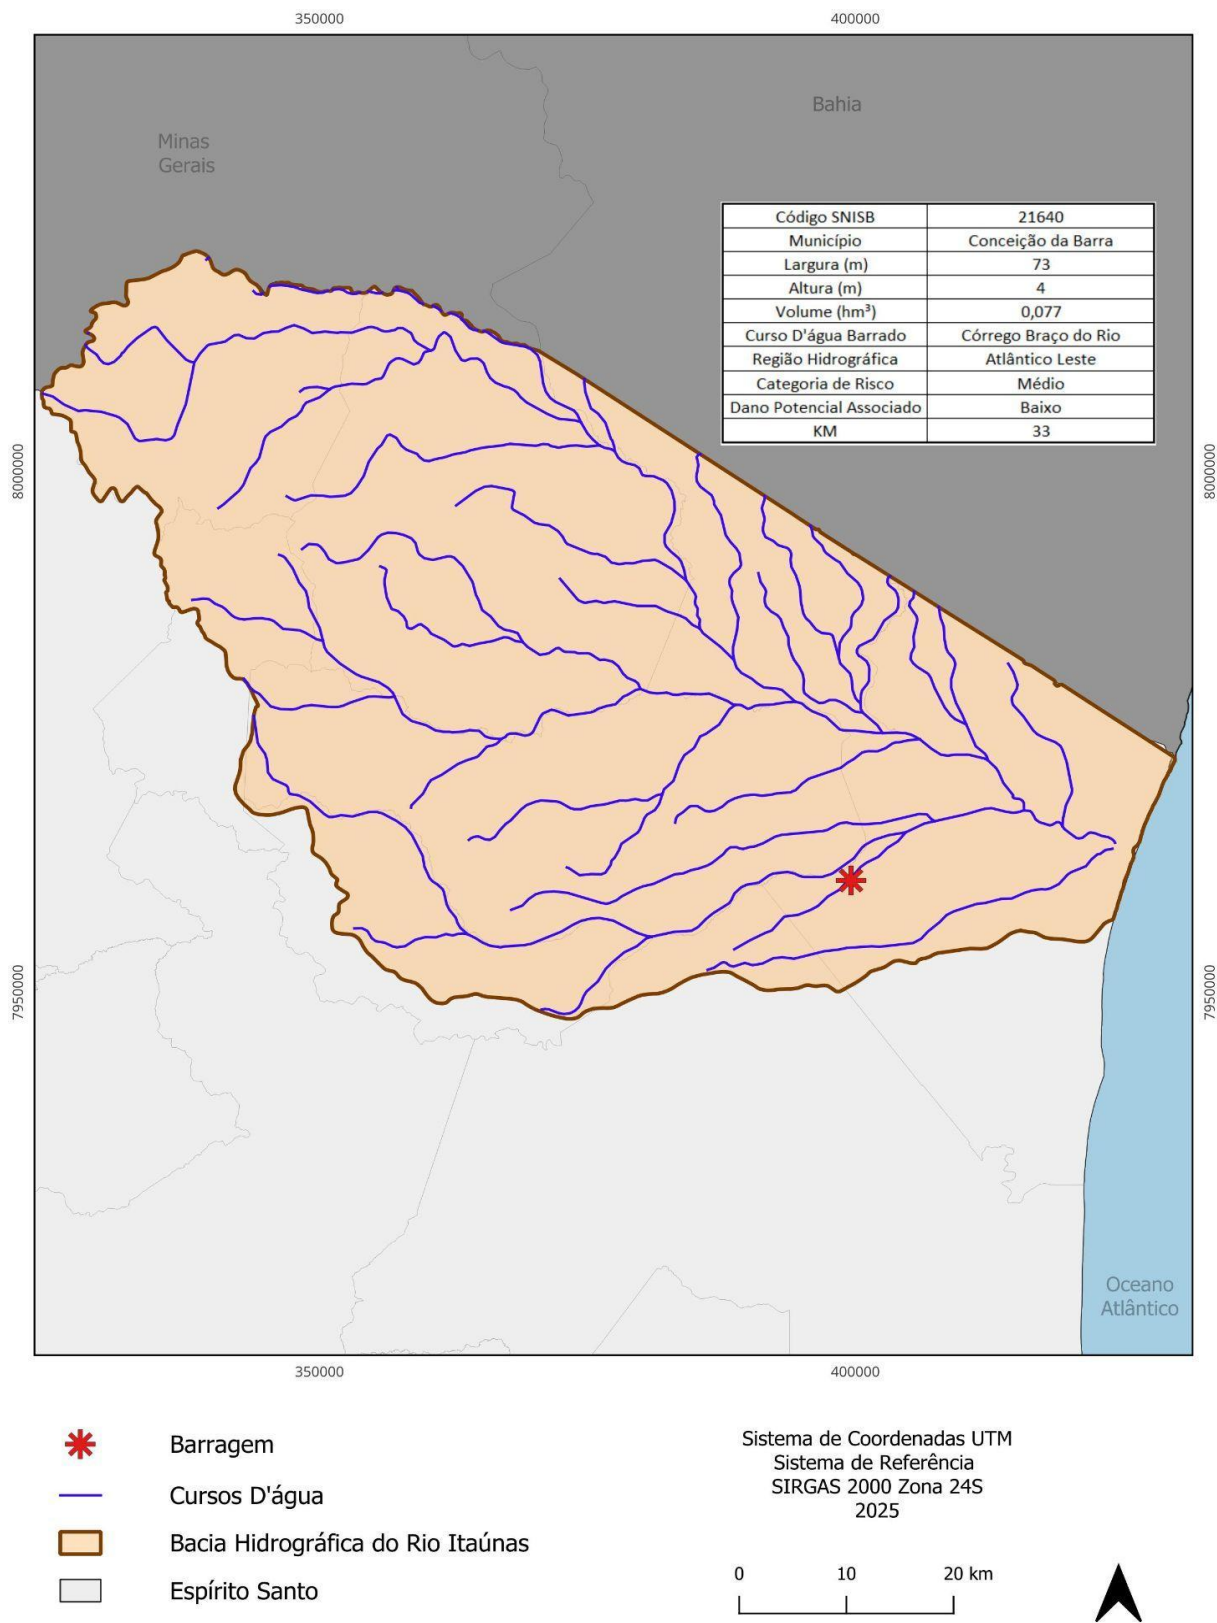 350000 400000
Bahia
Minas
Gerais
Código SNISB 21640
Município Conceição da Barra
Largura (m) 73
Altura (m) 4
Volume (hm³) 0,077
Curso D'água Barrado Córrego Braço do Rio
Região Hidrográfica Atlântico Leste
Categoria de Risco Médio
Dano Potencial Associado Baixo
KM 33
8000000 8000000
7950000 7950000
Oceano
Atlântico
350000 400000
Barragem
Cursos D'água
Bacia Hidrográfica do Rio Itaúnas
Espírito Santo
Sistema de Coordenadas UTM
Sistema de Referência
SIRGAS 2000 Zona 24S
2025
0 10 20 km